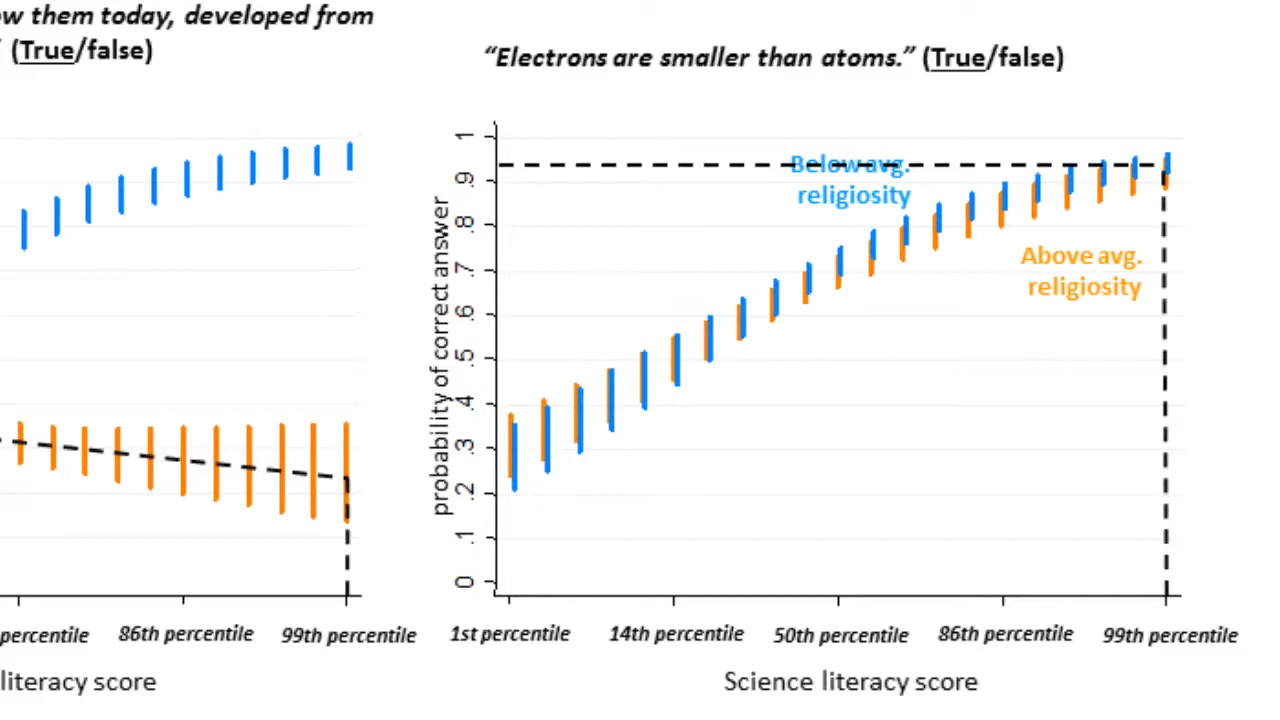 ow them today, developed from
(True/false)
"Electrons are smaller than atoms." (True/false)
Below avg.
religiosity
Above avg.
religiosity
probability of correct answer
1
.9
.8
.7
.6
.5
.4
.3
.2
.1
0
percentile 86th percentile 99th percentile
1st percentile 14th percentile 50th percentile 86th percentile 99th percentile
literacy score
Science literacy score